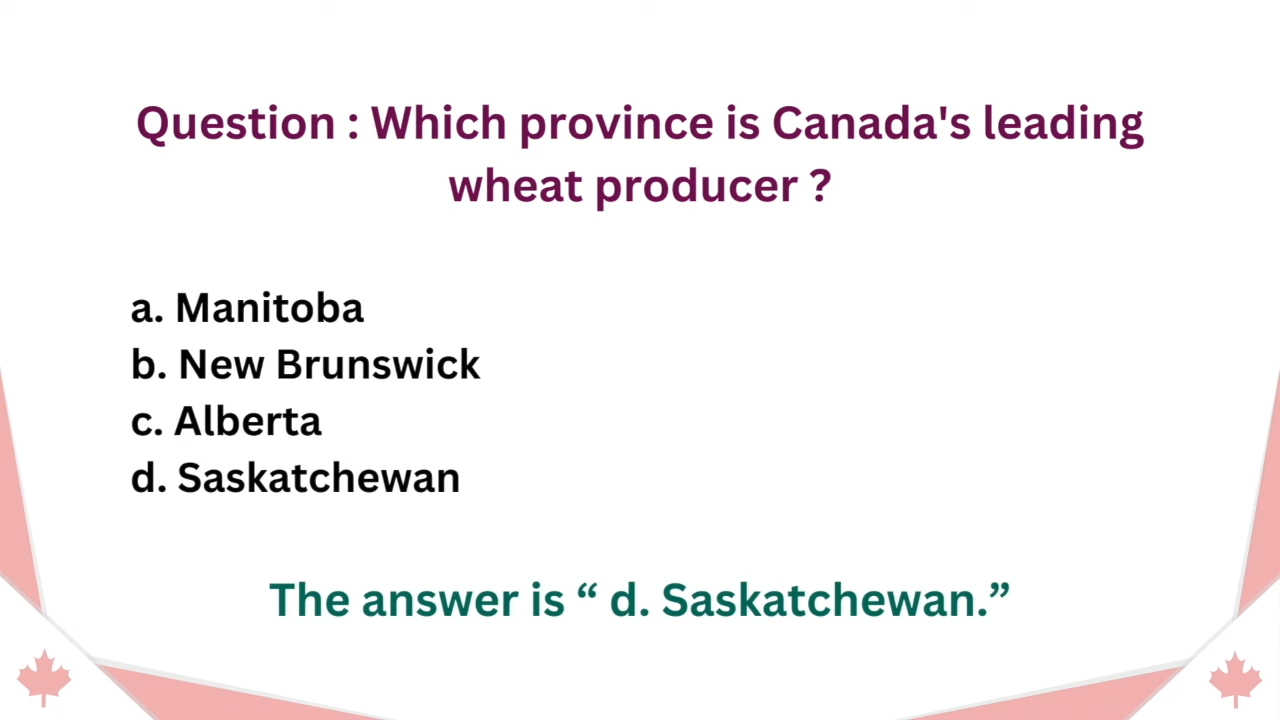 Question : Which province is Canada's leading
wheat producer ?
a. Manitoba
b. New Brunswick
c. Alberta
d. Saskatchewan
The answer is “ d. Saskatchewan.”